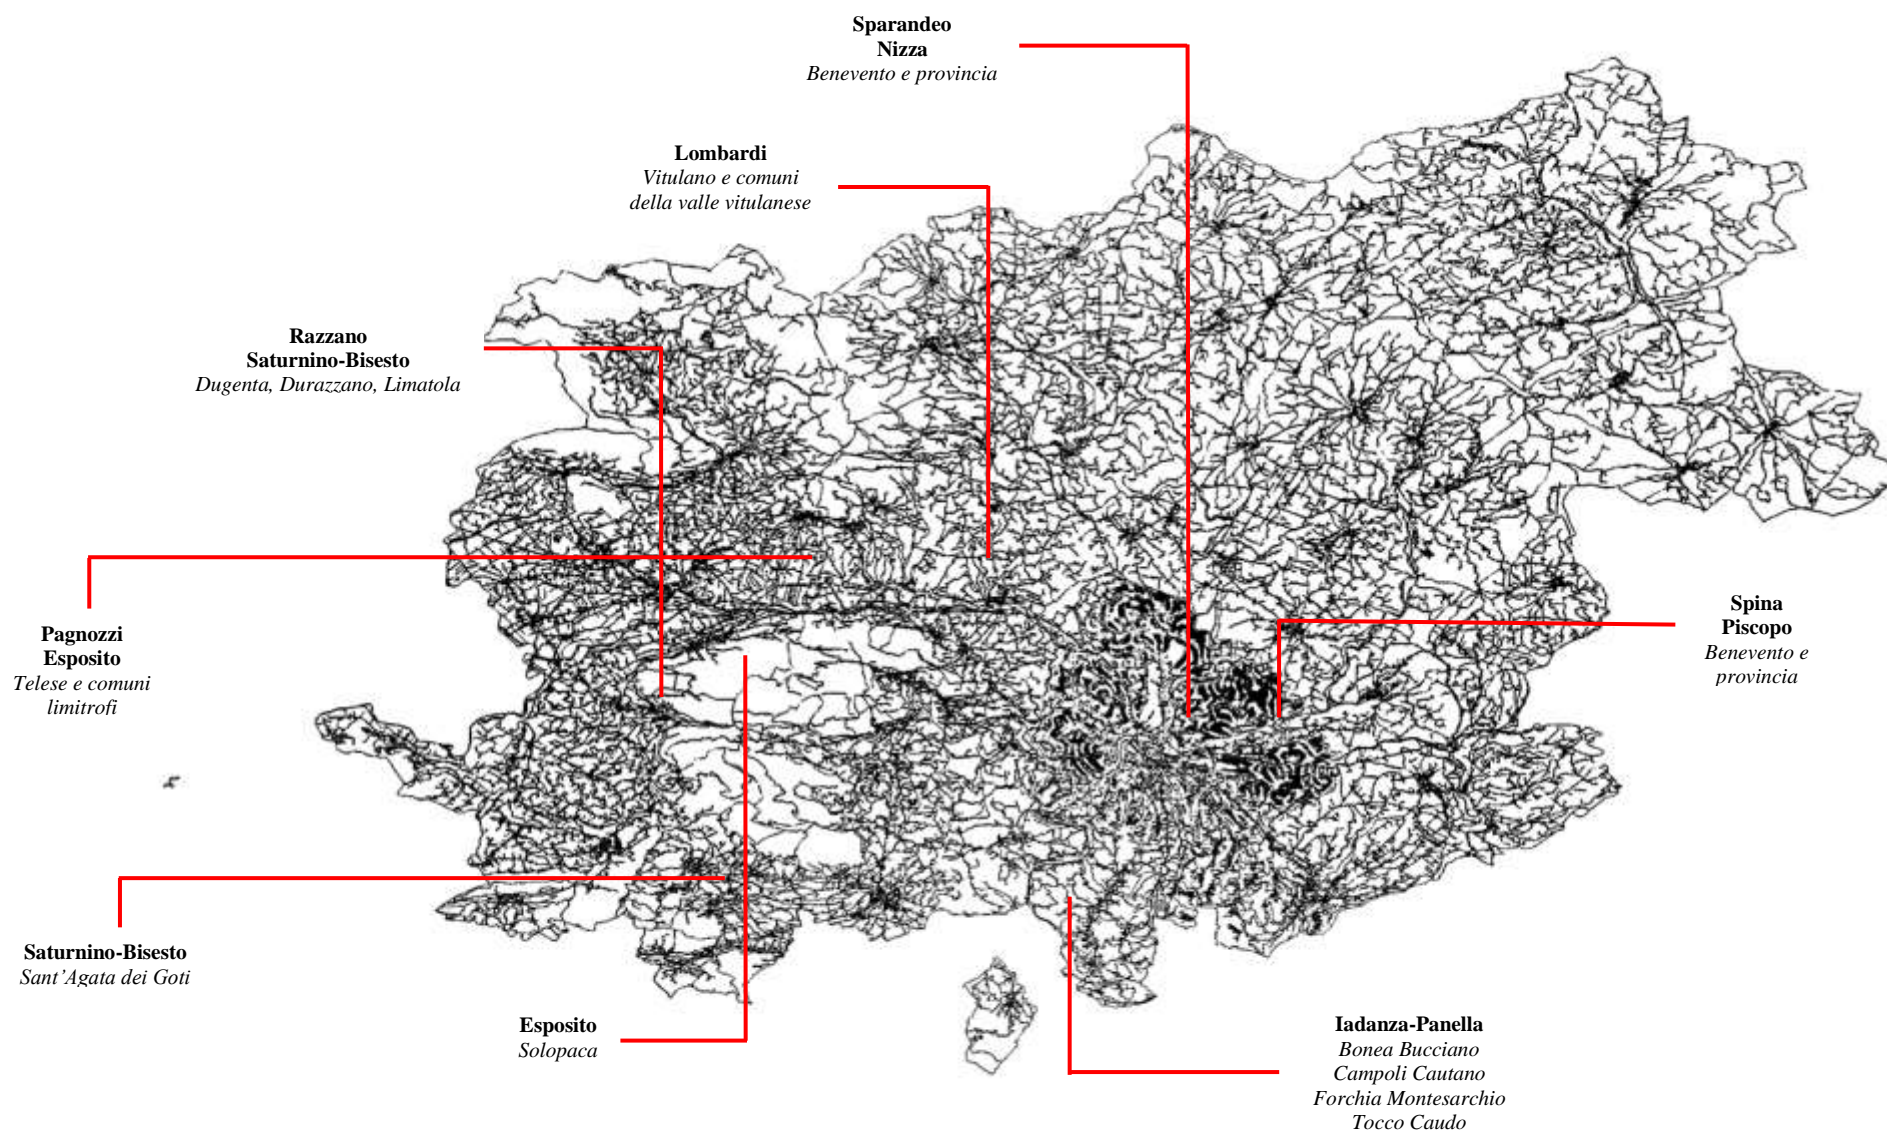 Sparandeo
Nizza
Benevento e provincia
Lombardi
Vitulano e comuni
della valle vitulanese
Razzano
Saturnino-Bisesto
Dugenta, Durazzano, Limatola
Pagnozzi
Esposito
Telese e comuni
limitrofi
Spina
Piscopo
Benevento e
provincia
Saturnino-Bisesto
Sant’Agata dei Goti
Esposito
Solopaca
Iadanza-Panella
Bonea Bucciano
Campoli Cautano
Forchia Montesarchio
Tocco Caudo